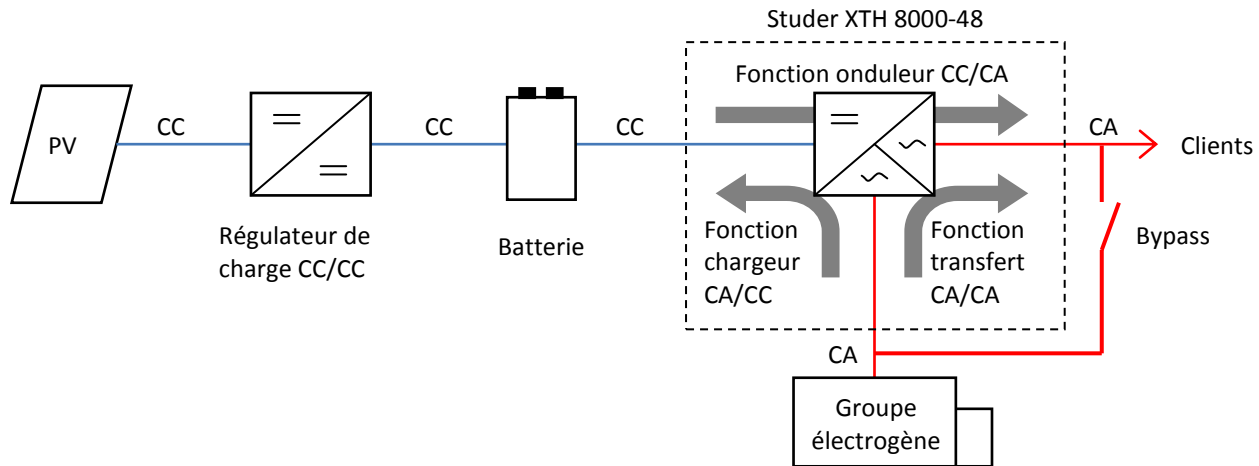 Studer XTH 8000-48
Fonction onduleur CC/CA
PV
CC
CC
CC
CA
Clients
Régulateur de
charge CC/CC
Batterie
Fonction
chargeur
CA/CC
Fonction
transfert
CA/CA
Bypass
CA
Groupe
électrogène